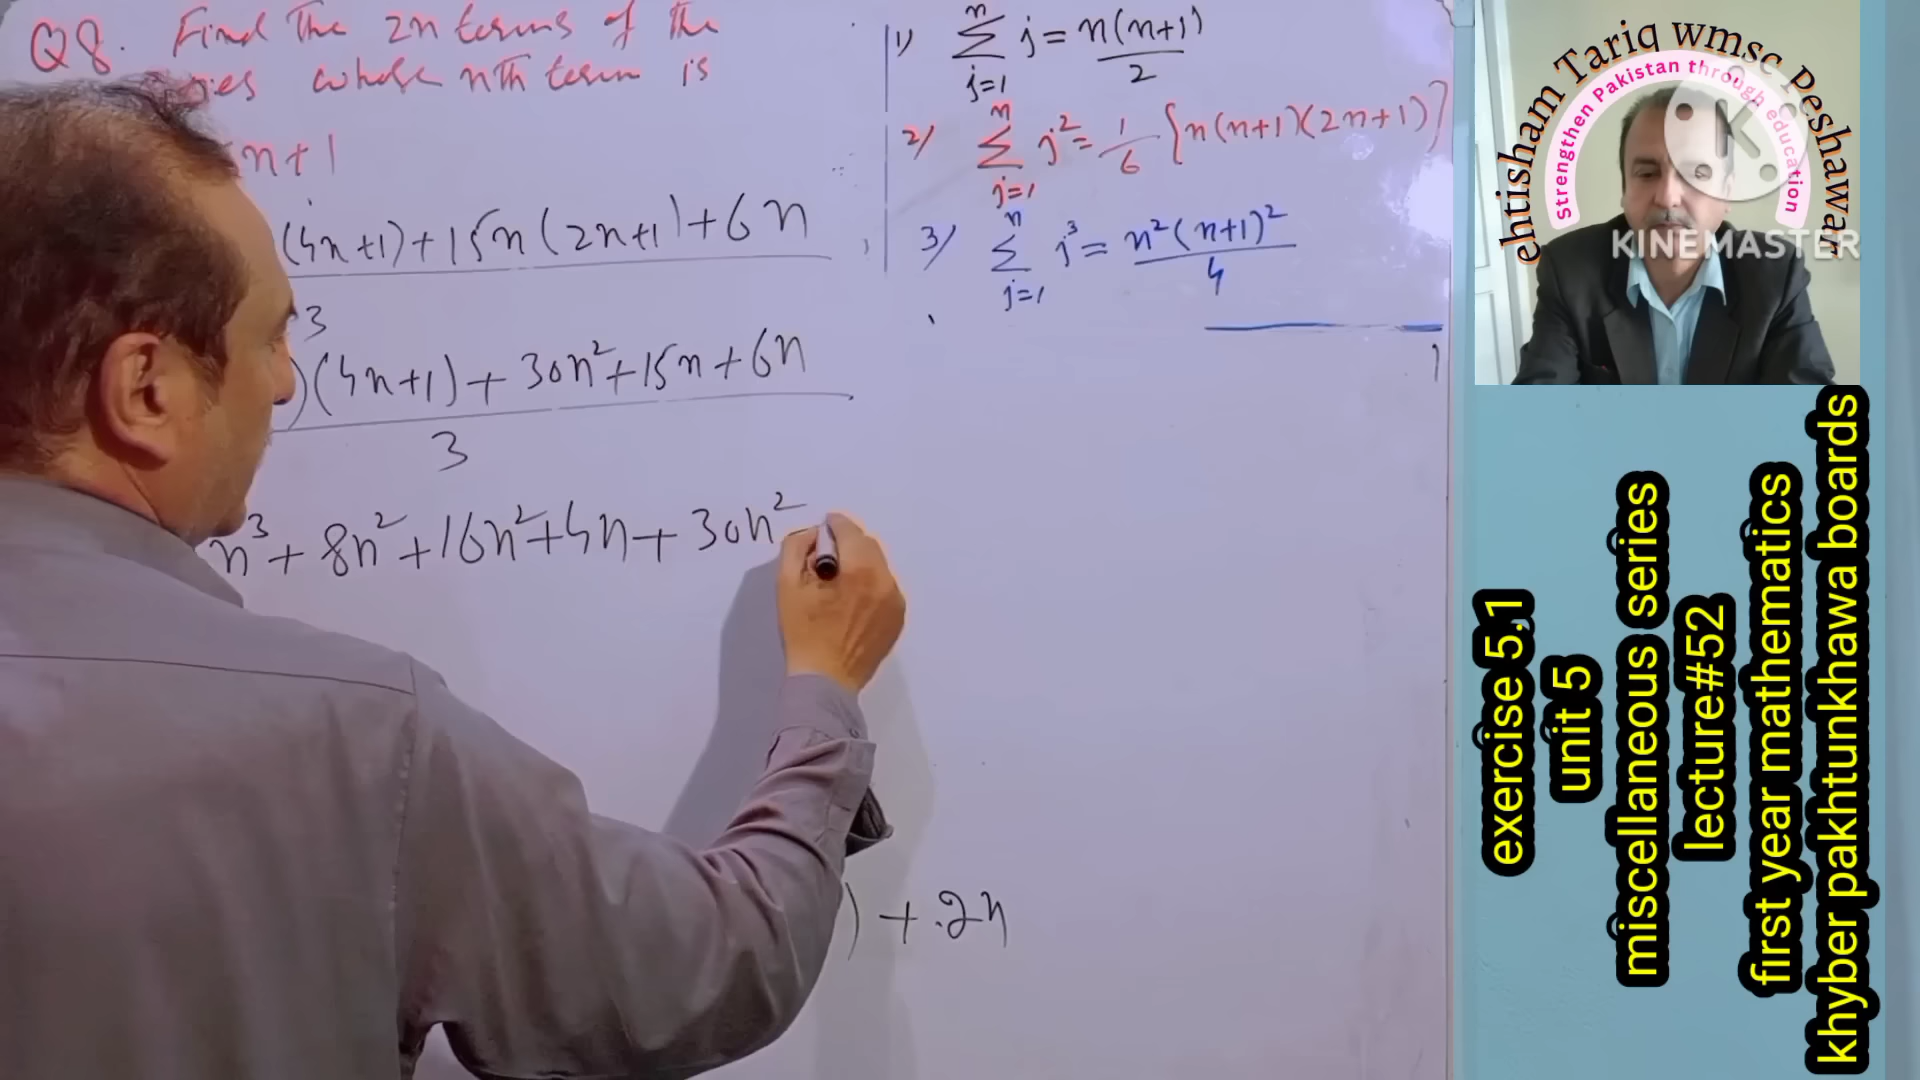 Q8. Find The 2n terms of the
whose nth term is
n+1
(4n+1)+15n(2n+1)+6n
3
)(4n+1)+30n²+15n+6n
3
n³+8n²+16n²+4n+30n²
)+2n
1) n∑j=1 j = n(n+1)/2
2) n∑j=1 j² = 1/6 {n(n+1)(2n+1)}
3) n∑j=1 j³ = n²(n+1)²/4
ehtisham Tariq wmsc Peshawar
Strengthen Pakistan through education
K
KINEMASTER
exercise 5.1
unit 5
miscellaneous series
lecture#52
first year mathematics
khyber pakhtunkhawa boards